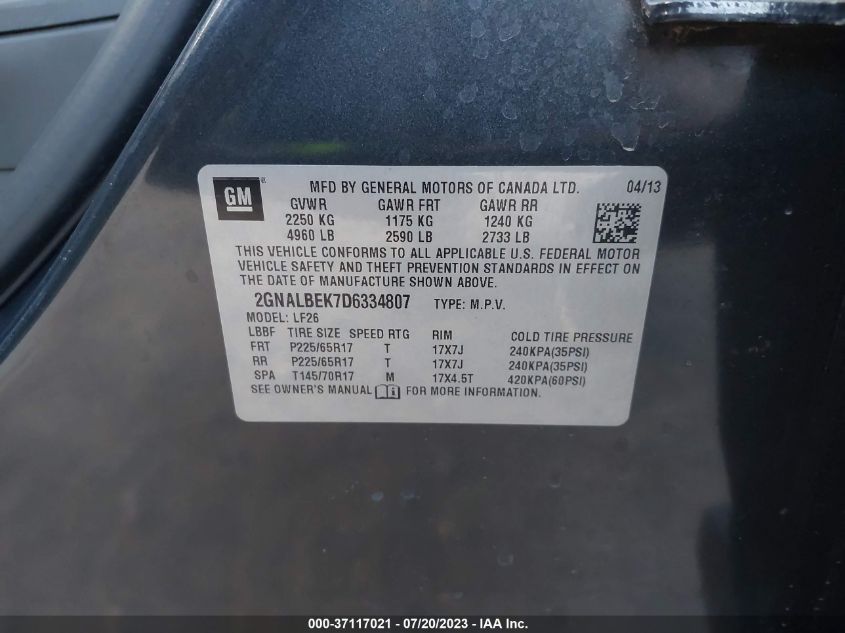 GM
MFD BY GENERAL MOTORS OF CANADA LTD. 04/13
GVWR GAWR FRT GAWR RR
2250 KG 1175 KG 1240 KG
4960 LB 2590 LB 2733 LB
THIS VEHICLE CONFORMS TO ALL APPLICABLE U.S. FEDERAL MOTOR
VEHICLE SAFETY AND THEFT PREVENTION STANDARDS IN EFFECT ON
THE DATE OF MANUFACTURE SHOWN ABOVE.
2GNALBEK7D6334807 TYPE: M.P.V.
MODEL: LF26
LBBF TIRE SIZE SPEED RTG RIM COLD TIRE PRESSURE
FRT P225/65R17 T 17X7J 240KPA(35PSI)
RR P225/65R17 T 17X7J 240KPA(35PSI)
SPA T145/70R17 M 17X4.5T 420KPA(60PSI)
SEE OWNER'S MANUAL FOR MORE INFORMATION.
000-37117021 - 07/20/2023 - IAA Inc.